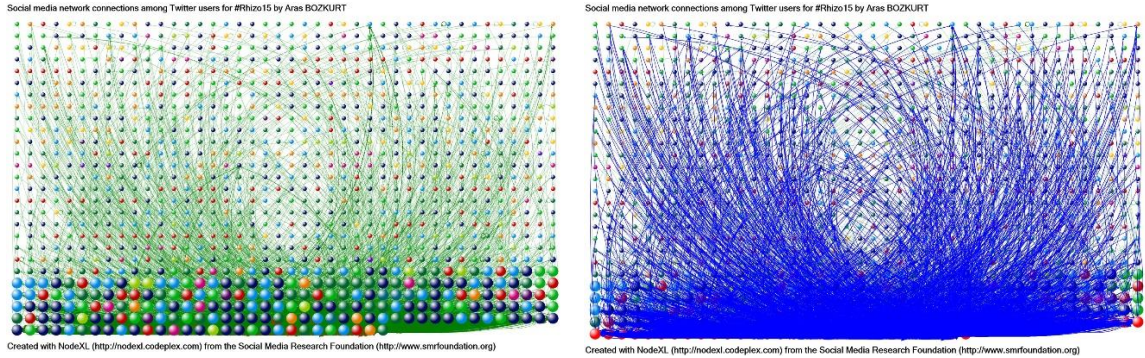 Social media network connections among Twitter users for #Rhizo15 by Aras BOZKURT
Created with NodeXL (http://nodexl.codeplex.com) from the Social Media Research Foundation (http://www.smrfoundation.org)
Social media network connections among Twitter users for #Rhizo15 by Aras BOZKURT
Created with NodeXL (http://nodexl.codeplex.com) from the Social Media Research Foundation (http://www.smrfoundation.org)